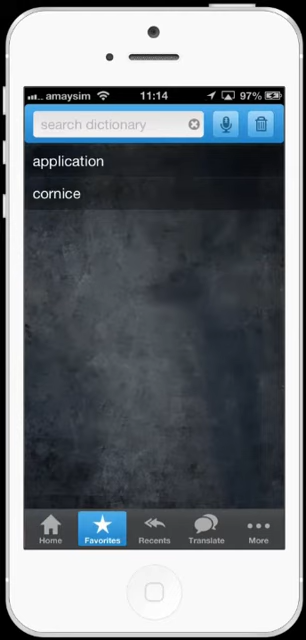 amaysim 11:14 97%
search dictionary
application
cornice
Home Favorites Recents Translate More